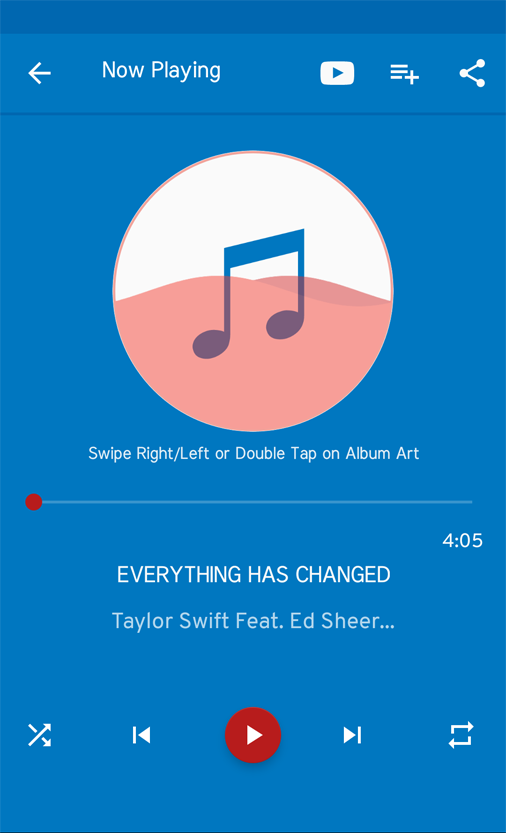 Now Playing
Swipe Right/Left or Double Tap on Album Art
4:05
EVERYTHING HAS CHANGED
Taylor Swift Feat. Ed Sheer...